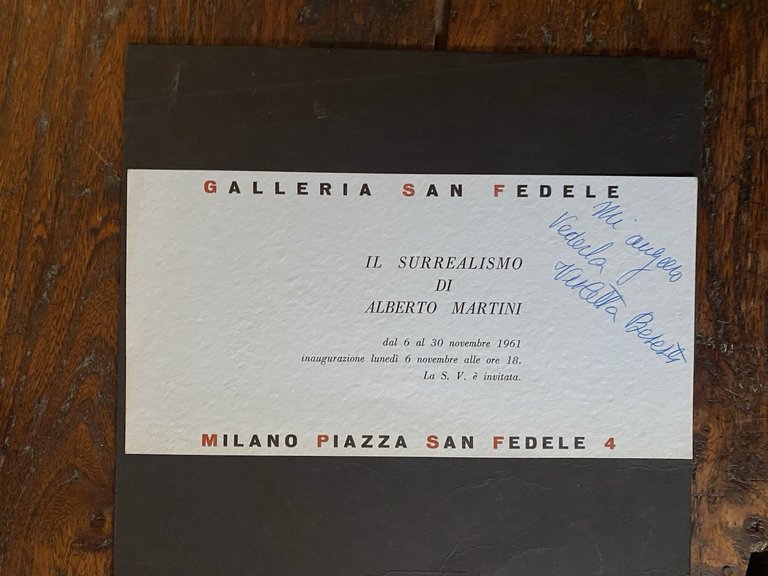 GALLERIA SAN FEDELE
Mi auguro
Vederla
IL SURREALISMO
DI
ALBERTO MARTINI
dal 6 al 30 novembre 1961
inaugurazione lunedì 6 novembre alle ore 18.
La S. V. è invitata.
MILANO PIAZZA SAN FEDELE 4